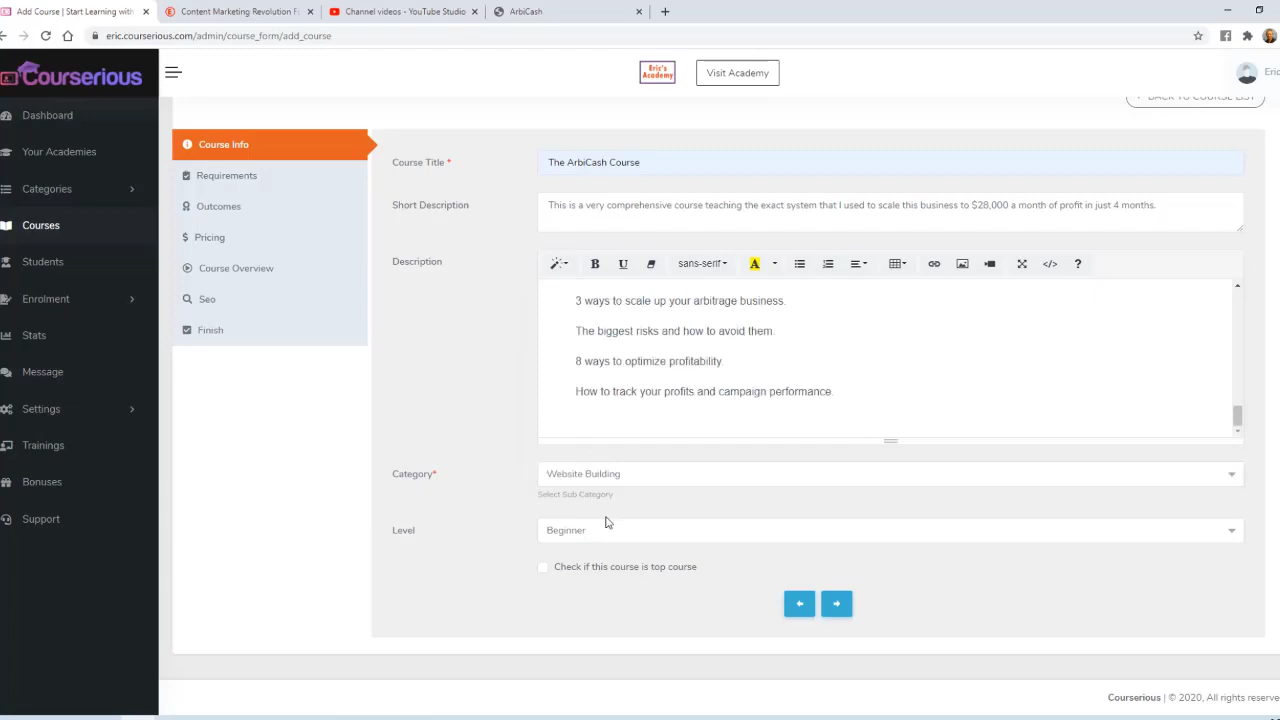 Add Course | Start Learning with
Content Marketing Revolution F
Channel videos - YouTube Studio
ArbiCash
eric.courserious.com/admin/course_form/add_course
Courserious
Eric's
Academy
Visit Academy
Eric
Dashboard
Your Academies
Categories
Courses
Students
Enrolment
Stats
Message
Settings
Trainings
Bonuses
Support
BACK TO COURSE LIST
Course Info
Requirements
Outcomes
Pricing
Course Overview
Seo
Finish
Course Title *
The ArbiCash Course
Short Description
This is a very comprehensive course teaching the exact system that I used to scale this business to $28,000 a month of profit in just 4 months.
Description
B U sans-serif A </> ?
3 ways to scale up your arbitrage business.
The biggest risks and how to avoid them.
8 ways to optimize profitability.
How to track your profits and campaign performance.
Category*
Website Building
Select Sub Category
Level
Beginner
Check if this course is top course
Courserious | © 2020, All rights reserve